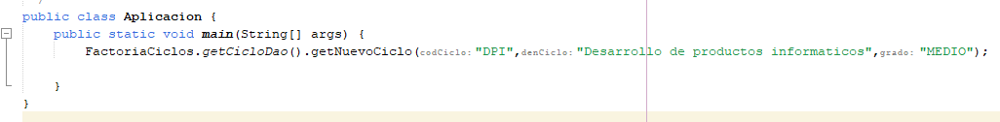 public class Aplicacion {
public static void main(String[] args) {
FactoriaCiclos.getCicloDao().getNuevoCiclo(codCiclo: "DPI",denCiclo: "Desarrollo de productos informaticos",grado: "MEDIO");
}
}